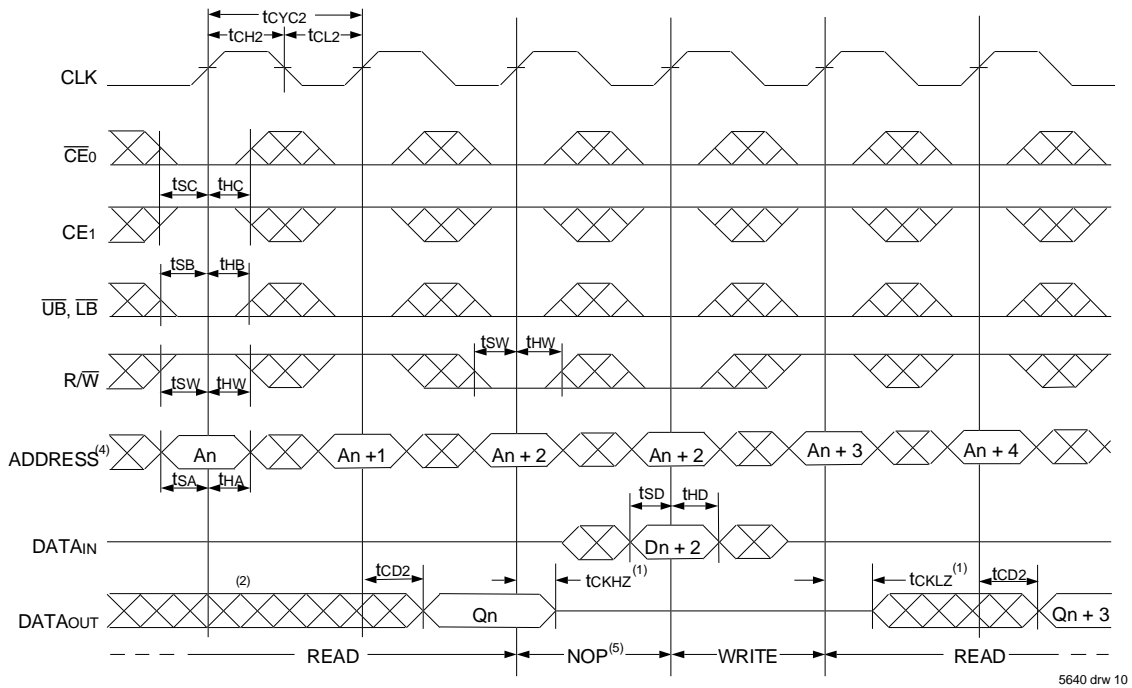 tCYC2
tCH2 tCL2
CLK
CE0
tSC tHC
CE1
tSB tHB
UB, LB
tSW tHW
R/W
tSW tHW
ADDRESS(4) An An +1 An + 2 An + 2 An + 3 An + 4
tSA tHA tSD tHD
DATAIN Dn + 2
(2) tCD2 tCKHZ(1) tCKLZ(1) tCD2
DATAOUT Qn Qn + 3
READ NOP(5) WRITE READ
5640 drw 10